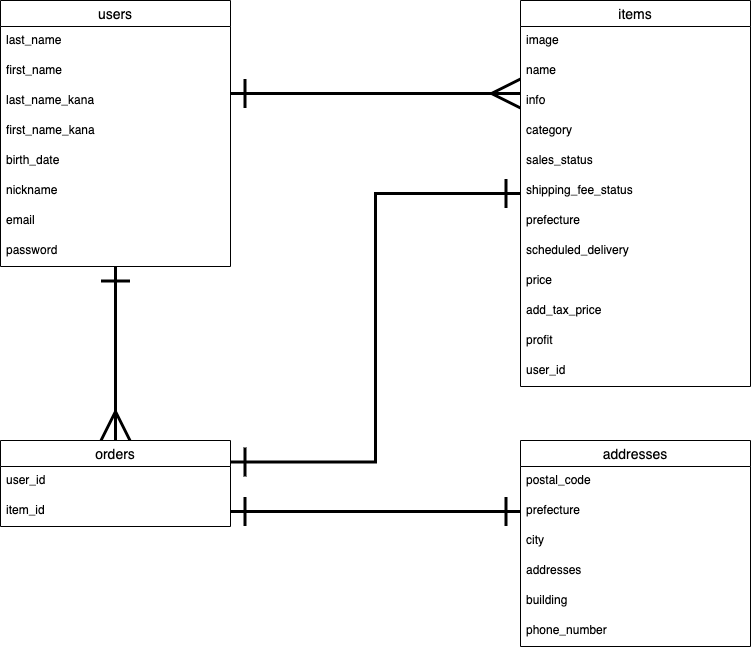 users
last_name
first_name
last_name_kana
first_name_kana
birth_date
nickname
email
password
items
image
name
info
category
sales_status
shipping_fee_status
prefecture
scheduled_delivery
price
add_tax_price
profit
user_id
orders
user_id
item_id
addresses
postal_code
prefecture
city
addresses
building
phone_number